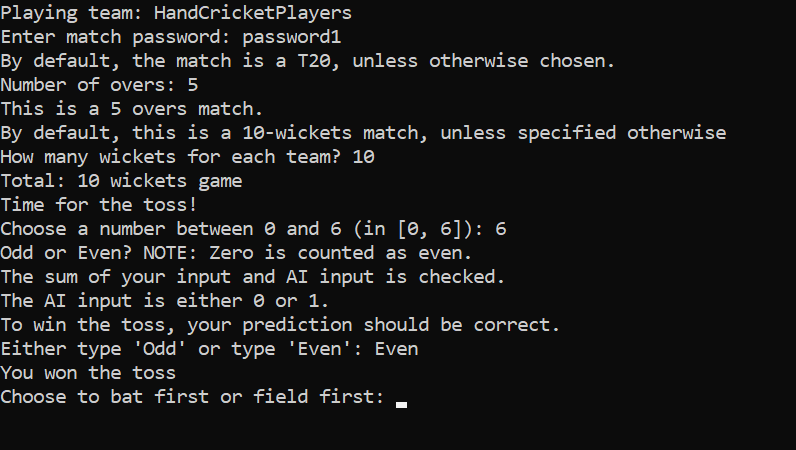 Playing team: HandCricketPlayers
Enter match password: password1
By default, the match is a T20, unless otherwise chosen.
Number of overs: 5
This is a 5 overs match.
By default, this is a 10-wickets match, unless specified otherwise
How many wickets for each team? 10
Total: 10 wickets game
Time for the toss!
Choose a number between 0 and 6 (in [0, 6]): 6
Odd or Even? NOTE: Zero is counted as even.
The sum of your input and AI input is checked.
The AI input is either 0 or 1.
To win the toss, your prediction should be correct.
Either type 'Odd' or type 'Even': Even
You won the toss
Choose to bat first or field first: